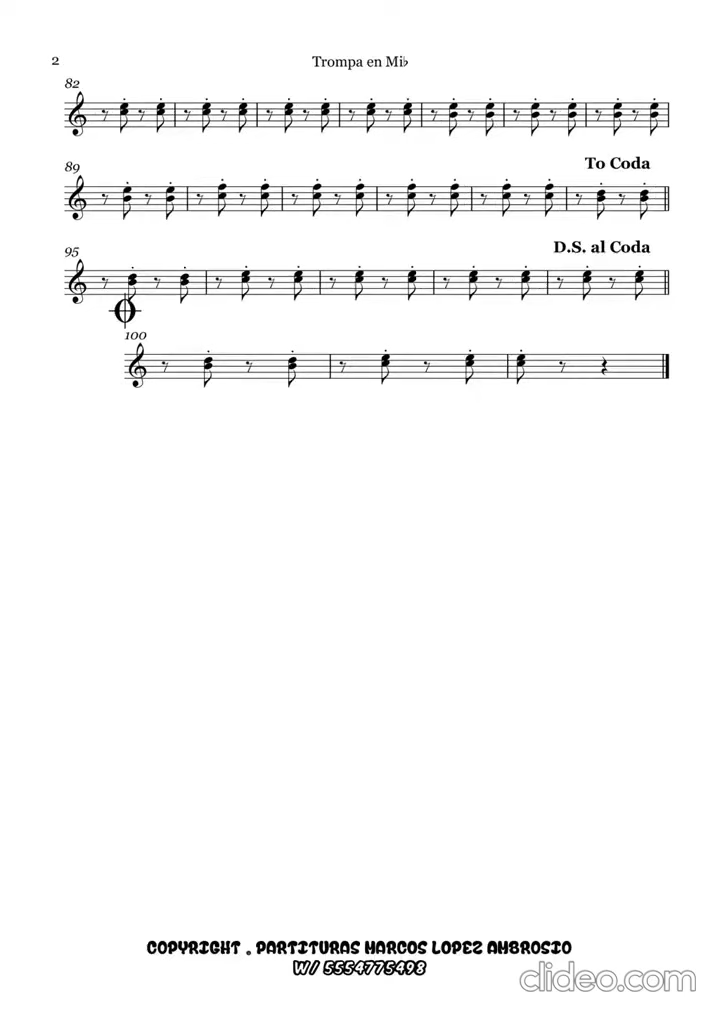 2
Trompa en Mi♭
82
89
To Coda
95
D.S. al Coda
100
COPYRIGHT . PARTITURAS MARCOS LOPEZ AMBROSIO
W/ 5554775498
clideo.com